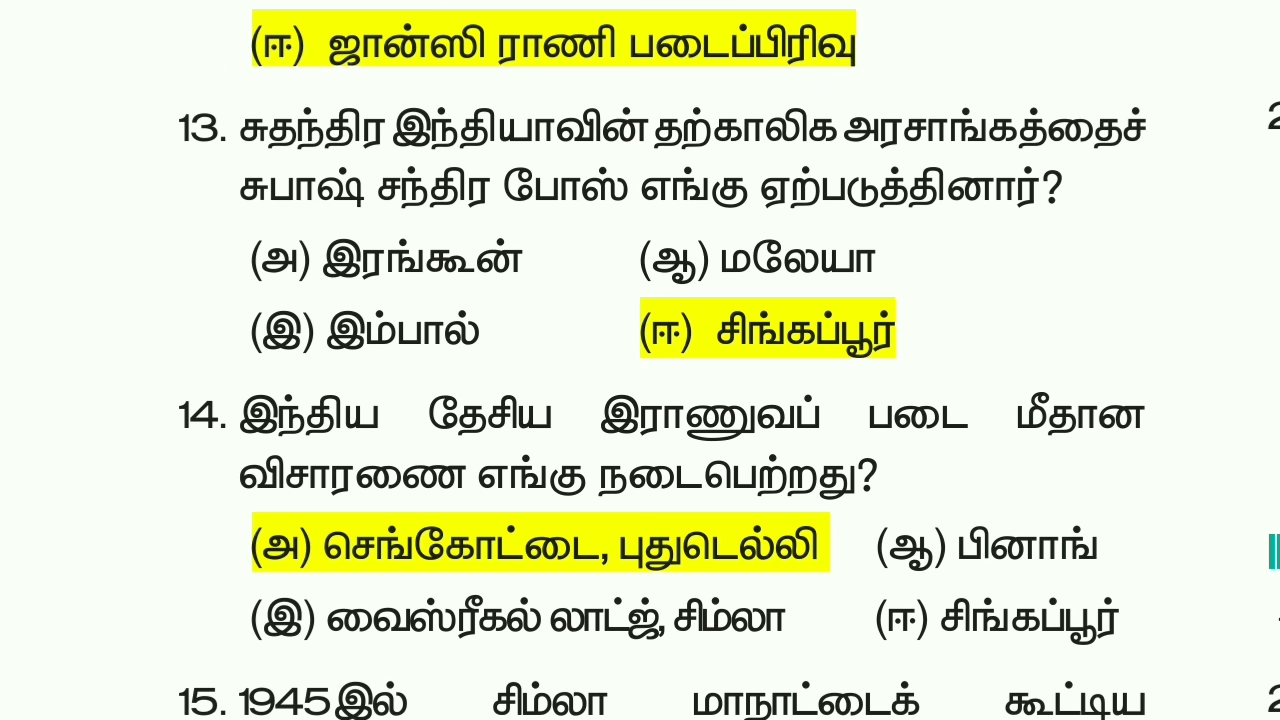 (ஈ) ஜான்ஸி ராணி படைப்பிரிவு
13. சுதந்திர இந்தியாவின் தற்காலிக அரசாங்கத்தைச்
சுபாஷ் சந்திர போஸ் எங்கு ஏற்படுத்தினார்?
(அ) இரங்கூன் (ஆ) மலேயா
(இ) இம்பால் (ஈ) சிங்கப்பூர்
14. இந்திய தேசிய இராணுவப் படை மீதான
விசாரணை எங்கு நடைபெற்றது?
(அ) செங்கோட்டை, புதுடெல்லி (ஆ) பினாங்
(இ) வைஸ்ரீகல் லாட்ஜ், சிம்லா (ஈ) சிங்கப்பூர்
15. 1945இல் சிம்லா மாநாட்டைக் கூட்டிய